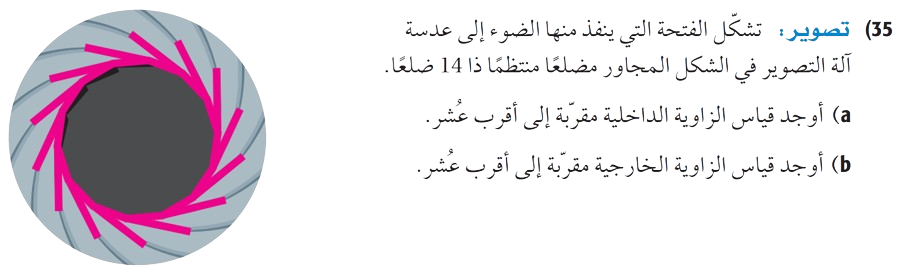 35) تصوير: تشكّل الفتحة التي ينفذ منها الضوء إلى عدسة
آلة التصوير في الشكل المجاور مضلعًا منتظمًا ذا 14 ضلعًا.
a) أوجد قياس الزاوية الداخلية مقرّبة إلى أقرب عُشر.
b) أوجد قياس الزاوية الخارجية مقرّبة إلى أقرب عُشر.